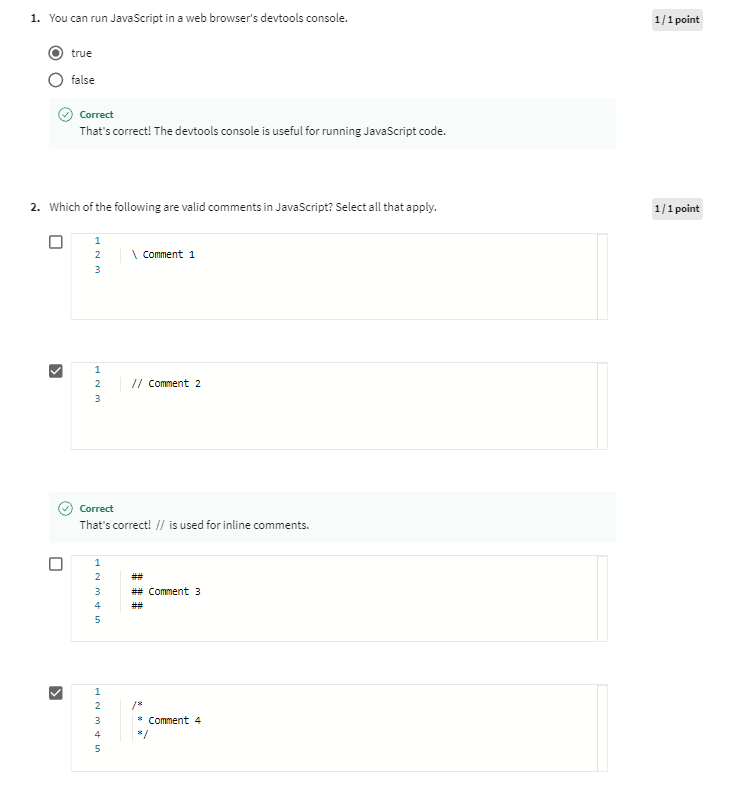 1. You can run JavaScript in a web browser's devtools console. 1 / 1 point
true
false
Correct
That's correct! The devtools console is useful for running JavaScript code.
2. Which of the following are valid comments in JavaScript? Select all that apply. 1 / 1 point
1
2 \ Comment 1
3
1
2 // Comment 2
3
Correct
That's correct! // is used for inline comments.
1
2 ##
3 ## Comment 3
4 ##
5
1
2 /*
3 * Comment 4
4 */
5